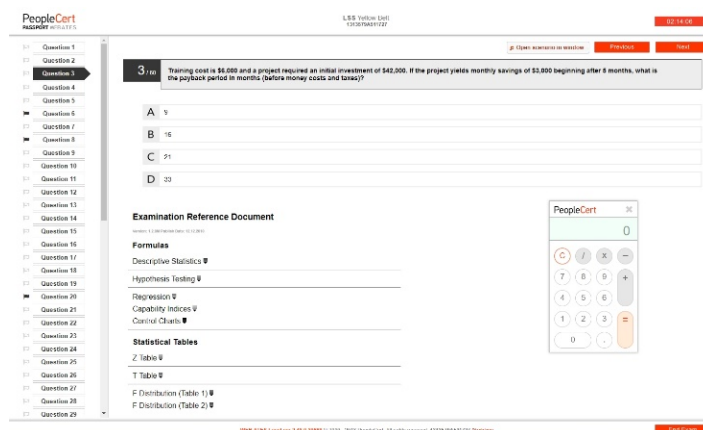 PeopleCert
PASSPORT
LSS Yellow Belt
02:14:06
Question 1
Question 2
Question 3
Question 4
Question 5
Question 6
Question 7
Question 8
Question 9
Question 10
Question 11
Question 12
Question 13
Question 14
Question 15
Question 16
Question 17
Question 18
Question 19
Question 20
Question 21
Question 22
Question 23
Question 24
Question 25
Question 26
Question 27
Question 28
Question 29
Open scenario in window
Previous
Next
3 / 60
Training cost is $6,000 and a project required an initial investment of $42,000. If the project yields monthly savings of $3,000 beginning after 5 months, what is
the payback period in months (before money costs and taxes)?
A 9
B 16
C 21
D 33
Examination Reference Document
Formulas
Descriptive Statistics
Hypothesis Testing
Regression
Capability Indices
Control Charts
Statistical Tables
Z Table
T Table
F Distribution (Table 1)
F Distribution (Table 2)
PeopleCert ×
0
C / x −
7 8 9 +
4 5 6
1 2 3 =
0 .